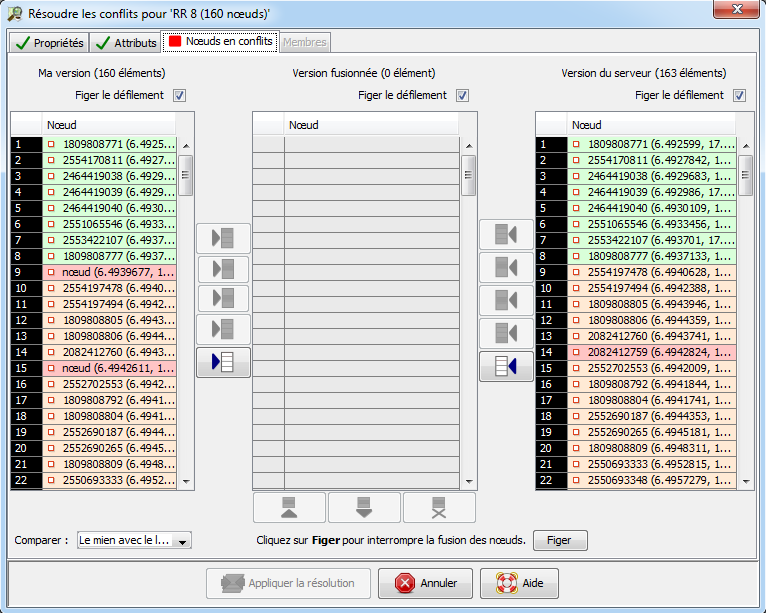 Résoudre les conflits pour 'RR 8 (160 nœuds)'
Propriétés Attributs Nœuds en conflits Membres
Ma version (160 éléments) Version fusionnée (0 élément) Version du serveur (163 éléments)
Figer le défilement Figer le défilement Figer le défilement
Nœud Nœud Nœud
1 1809808771 (6.4925... 1 1809808771 (6.492599, 17....
2 2554170811 (6.4927... 2 2554170811 (6.4927842, 1...
3 2464419038 (6.4929... 3 2464419038 (6.4929683, 1...
4 2464419039 (6.4929... 4 2464419039 (6.492986, 17....
5 2464419040 (6.4930... 5 2464419040 (6.4930109, 1...
6 2551065546 (6.4933... 6 2551065546 (6.4933456, 1...
7 2553422107 (6.4937... 7 2553422107 (6.493701, 17....
8 1809808777 (6.4937... 8 1809808777 (6.4937133, 1...
9 nœud (6.4939677, 1... 9 2554197478 (6.4940628, 1...
10 2554197478 (6.4940... 10 2554197494 (6.4942388, 1...
11 2554197494 (6.4942... 11 1809808805 (6.4943946, 1...
12 1809808805 (6.4943... 12 1809808806 (6.4944359, 1...
13 1809808806 (6.4944... 13 2082412760 (6.4943741, 1...
14 2082412760 (6.4943... 14 2082412759 (6.4942824, 1...
15 nœud (6.4942611, 1... 15 2552702553 (6.4942009, 1...
16 2552702553 (6.4942... 16 1809808792 (6.4941844, 1...
17 1809808792 (6.4941... 17 1809808804 (6.4941741, 1...
18 1809808804 (6.4941... 18 2552690187 (6.4944353, 1...
19 2552690187 (6.4944... 19 2552690265 (6.4945181, 1...
20 2552690265 (6.4945... 20 1809808809 (6.4948311, 1...
21 1809808809 (6.4948... 21 2550693333 (6.4952815, 1...
22 2550693333 (6.4952... 22 2550693348 (6.4957279, 1...
Comparer : Le mien avec le l... Cliquez sur Figer pour interrompre la fusion des nœuds. Figer
Appliquer la résolution Annuler Aide